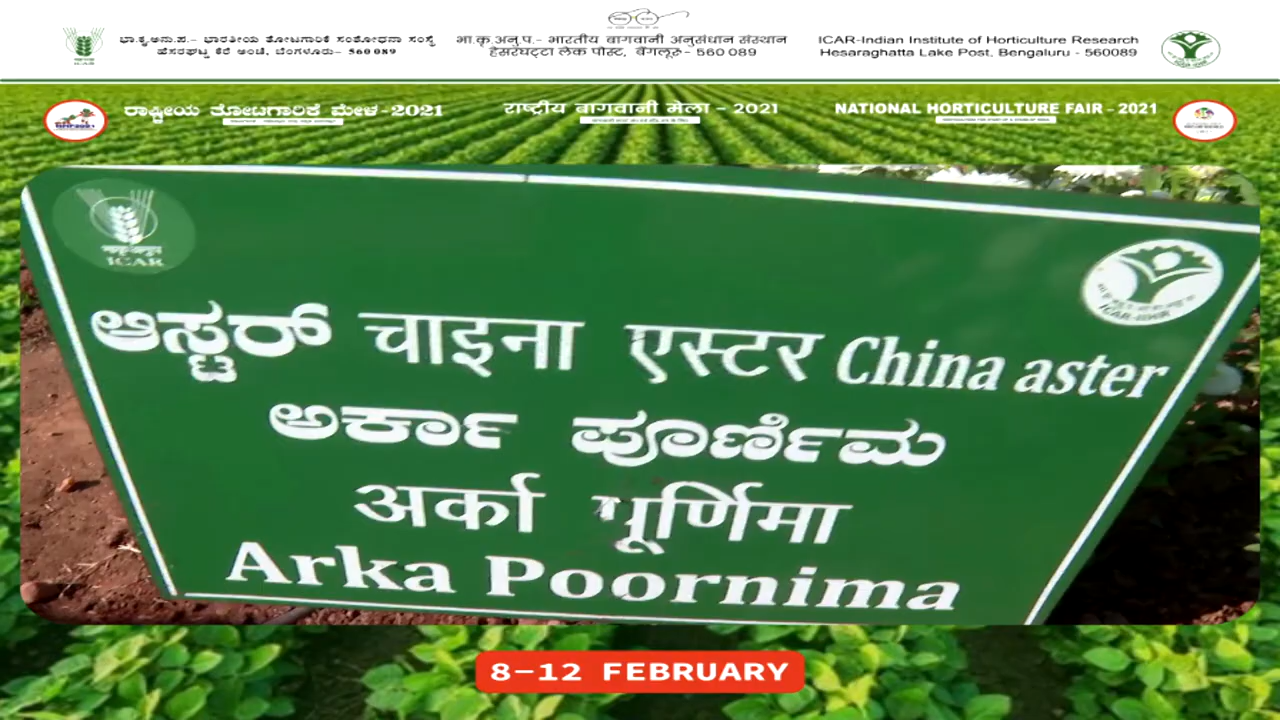 ಭಾ.ಕೃ.ಅನು.ಪ.- ಭಾರತೀಯ ತೋಟಗಾರಿಕೆ ಸಂಶೋಧನಾ ಸಂಸ್ಥೆ
ಹೆಸರಘಟ್ಟ ಕೆರೆ ಅಂಚೆ, ಬೆಂಗಳೂರು- 560 089
भा.कृ.अनु.प.- भारतीय बागवानी अनुसंधान संस्थान
हेसरघट्टा लेक पोस्ट, बेंगलूरू- 560 089
ICAR-Indian Institute of Horticulture Research
Hesaraghatta Lake Post, Bengaluru - 560089
ರಾಷ್ಟ್ರೀಯ ತೋಟಗಾರಿಕೆ ಮೇಳ -2021
राष्ट्रीय बागवानी मेला - 2021
NATIONAL HORTICULTURE FAIR - 2021
ICAR
ICAR-IIHR
ಆಸ್ಟರ್ चाइना एस्टर China aster
ಅರ್ಕಾ ಪೂರ್ಣಿಮ
अर्का पूर्णिमा
Arka Poornima
8-12 FEBRUARY